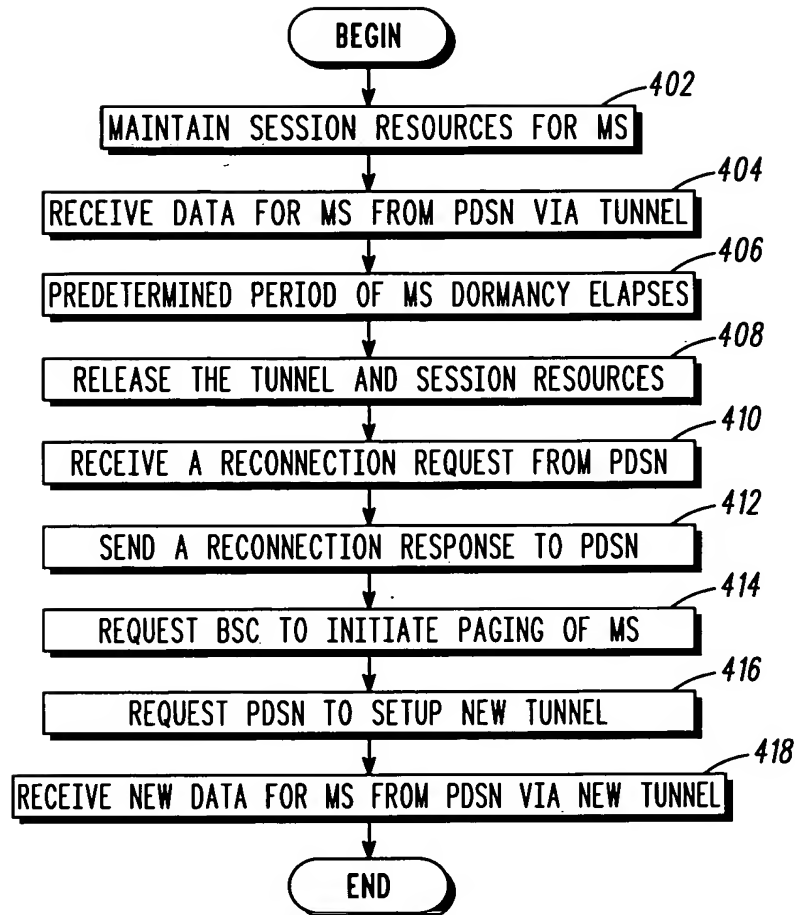 BEGIN
402
MAINTAIN SESSION RESOURCES FOR MS
404
RECEIVE DATA FOR MS FROM PDSN VIA TUNNEL
406
PREDETERMINED PERIOD OF MS DORMANCY ELAPSES
408
RELEASE THE TUNNEL AND SESSION RESOURCES
410
RECEIVE A RECONNECTION REQUEST FROM PDSN
412
SEND A RECONNECTION RESPONSE TO PDSN
414
REQUEST BSC TO INITIATE PAGING OF MS
416
REQUEST PDSN TO SETUP NEW TUNNEL
418
RECEIVE NEW DATA FOR MS FROM PDSN VIA NEW TUNNEL
END